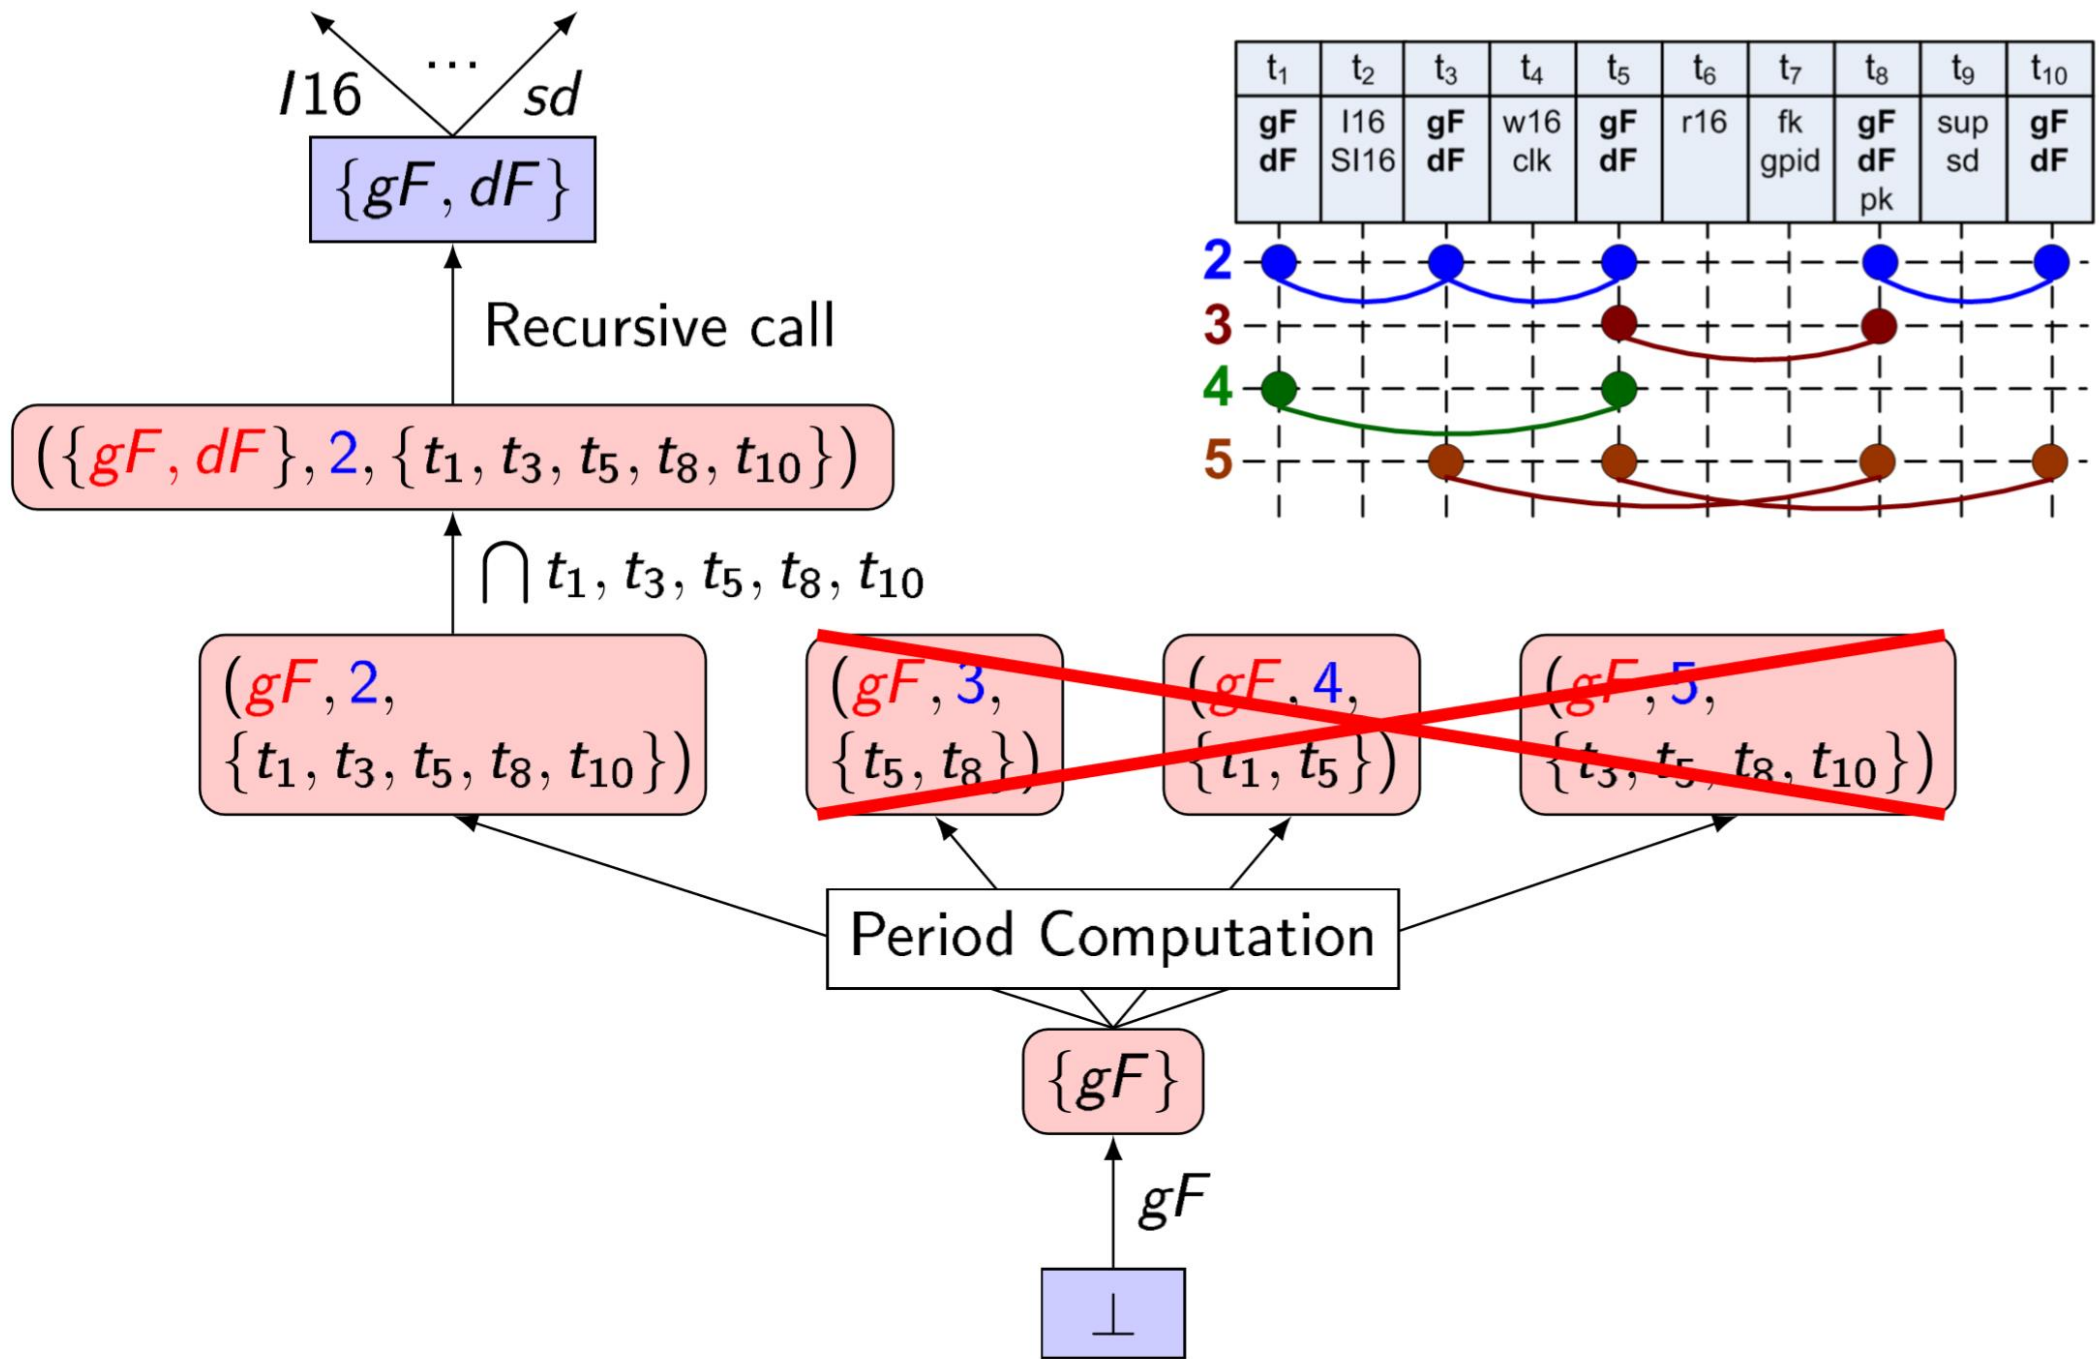 I16 ... sd
{gF, dF}
Recursive call
({gF, dF}, 2, {t₁, t₃, t₅, t₈, t₁₀})
⋂ t₁, t₃, t₅, t₈, t₁₀
(gF, 2,
{t₁, t₃, t₅, t₈, t₁₀})
(gF, 3,
{t₅, t₈})
(gF, 4,
{t₁, t₅})
(gF, 5,
{t₃, t₅, t₈, t₁₀})
Period Computation
{gF}
gF
⊥
t₁ t₂ t₃ t₄ t₅ t₆ t₇ t₈ t₉ t₁₀
gF I16 gF w16 gF r16 fk gF sup gF
dF SI16 dF clk dF gpid dF sd dF
pk
2
3
4
5